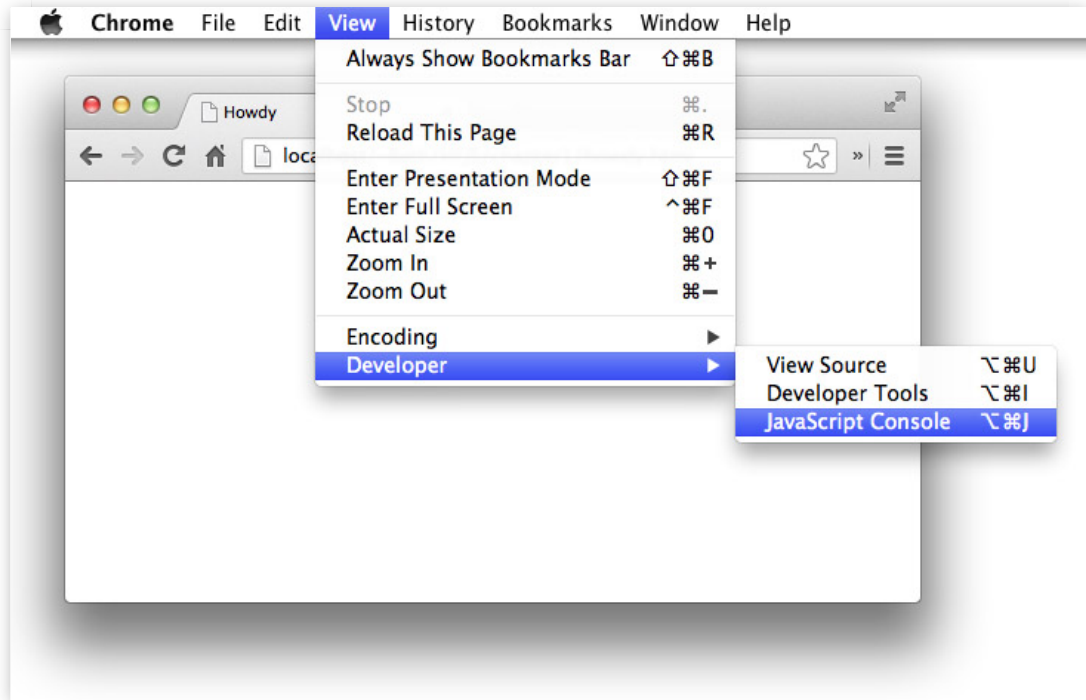 Chrome File Edit View History Bookmarks Window Help
Always Show Bookmarks Bar ⇧⌘B
Howdy
Stop ⌘.
Reload This Page ⌘R
loca
Enter Presentation Mode ⇧⌘F
Enter Full Screen ^⌘F
Actual Size ⌘0
Zoom In ⌘+
Zoom Out ⌘−
Encoding ▶
Developer ▶
View Source ⌥⌘U
Developer Tools ⌥⌘I
JavaScript Console ⌥⌘J